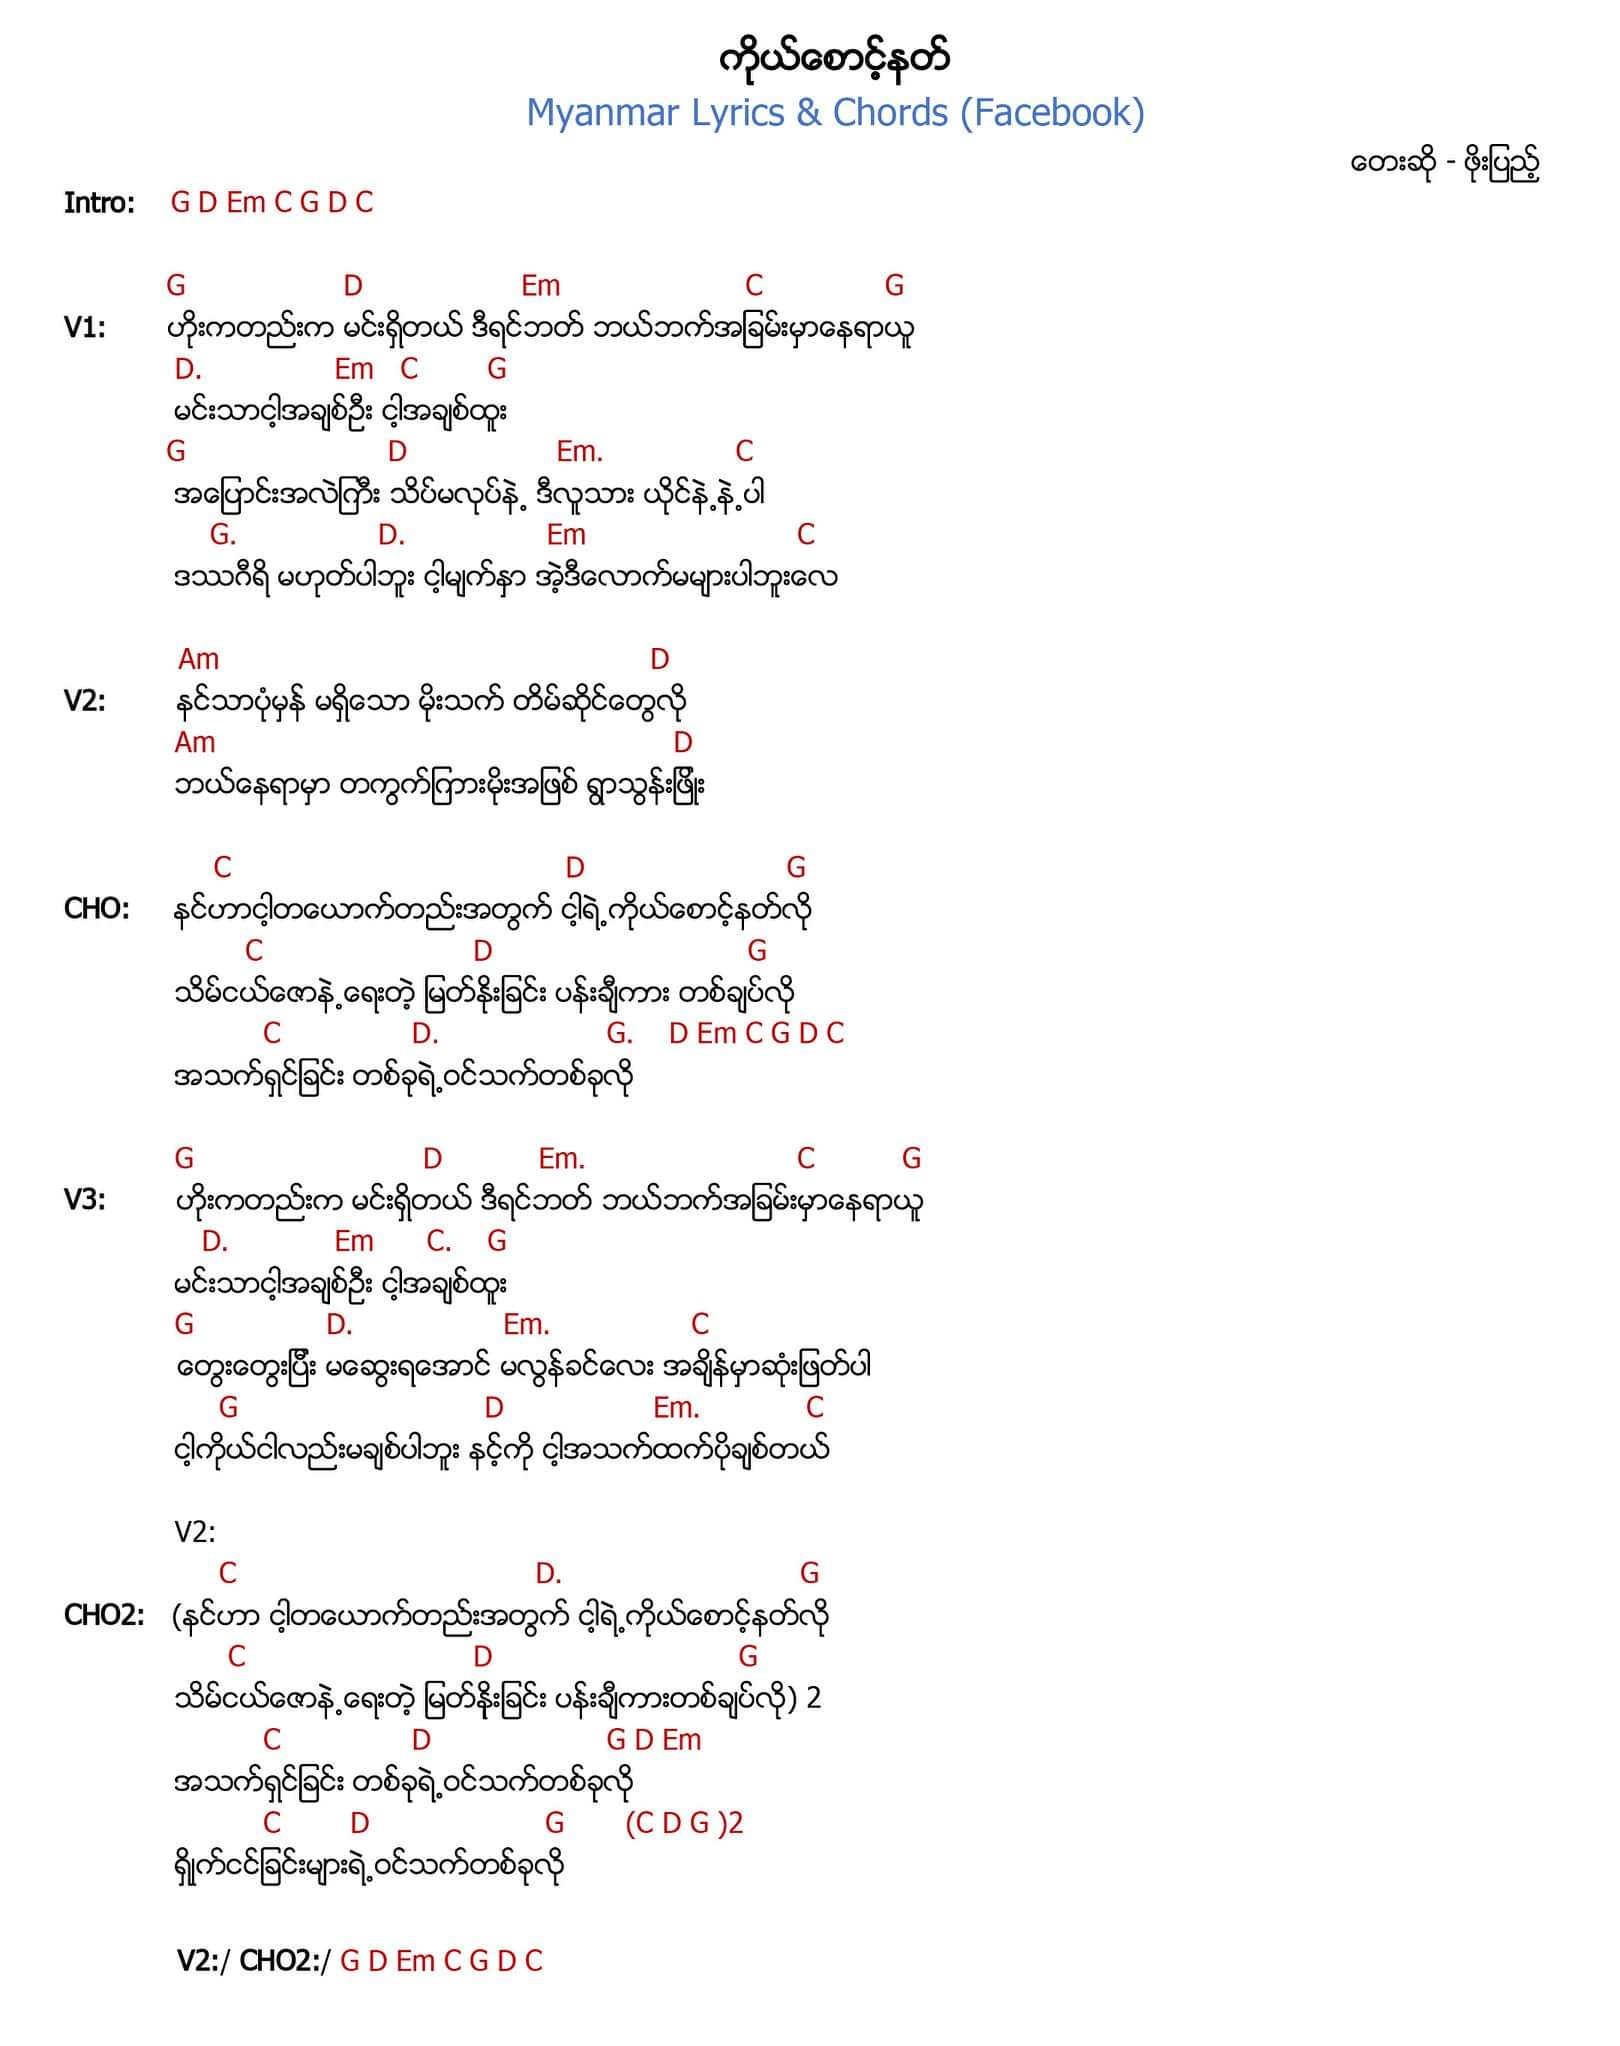 ကိုယ်စောင့်နတ်
Myanmar Lyrics & Chords (Facebook)
တေးဆို - ဖိုးပြည့်
Intro: G D Em C G D C
G D Em C G
V1: ဟိုးကတည်းက မင်းရှိတယ် ဒီရင်ဘတ် ဘယ်ဘက်အခြမ်းမှာနေရာယူ
D. Em C G
မင်းသာငါ့အချစ်ဦး ငါ့အချစ်ထူး
G D Em. C
အပြောင်းအလဲကြီး သိပ်မလုပ်နဲ့ ဒီလူသား ယိုင်နဲ့နဲ့ပါ
G. D. Em C
ဒဿဂီရိ မဟုတ်ပါဘူး ငါ့မျက်နှာ အဲ့ဒီလောက်မများပါဘူးလေ
Am D
V2: နင်သာပုံမှန် မရှိသော မိုးသက် တိမ်ဆိုင်တွေလို
Am D
ဘယ်နေရာမှာ တကွက်ကြားမိုးအဖြစ် ရွာသွန်းဖြိုး
C D G
CHO: နင်ဟာငါ့တယောက်တည်းအတွက် ငါ့ရဲ့ကိုယ်စောင့်နတ်လို
C D G
သိမ်ငယ်ဇောနဲ့ရေးတဲ့ မြတ်နိုးခြင်း ပန်းချီကား တစ်ချပ်လို
C D. G. D Em C G D C
အသက်ရှင်ခြင်း တစ်ခုရဲ့ဝင်သက်တစ်ခုလို
G D Em. C G
V3: ဟိုးကတည်းက မင်းရှိတယ် ဒီရင်ဘတ် ဘယ်ဘက်အခြမ်းမှာနေရာယူ
D. Em C. G
မင်းသာငါ့အချစ်ဦး ငါ့အချစ်ထူး
G D. Em. C
တွေးတွေးပြီး မဆွေးရအောင် မလွန်ခင်လေး အချိန်မှာဆုံးဖြတ်ပါ
G D Em. C
ငါ့ကိုယ်ငါလည်းမချစ်ပါဘူး နင့်ကို ငါ့အသက်ထက်ပိုချစ်တယ်
V2:
C D. G
CHO2: (နင်ဟာ ငါ့တယောက်တည်းအတွက် ငါ့ရဲ့ကိုယ်စောင့်နတ်လို
C D G
သိမ်ငယ်ဇောနဲ့ရေးတဲ့ မြတ်နိုးခြင်း ပန်းချီကားတစ်ချပ်လို) 2
C D G D Em
အသက်ရှင်ခြင်း တစ်ခုရဲ့ဝင်သက်တစ်ခုလို
C D G (C D G )2
ရှိုက်ငင်ခြင်းများရဲ့ဝင်သက်တစ်ခုလို
V2:/ CHO2:/ G D Em C G D C